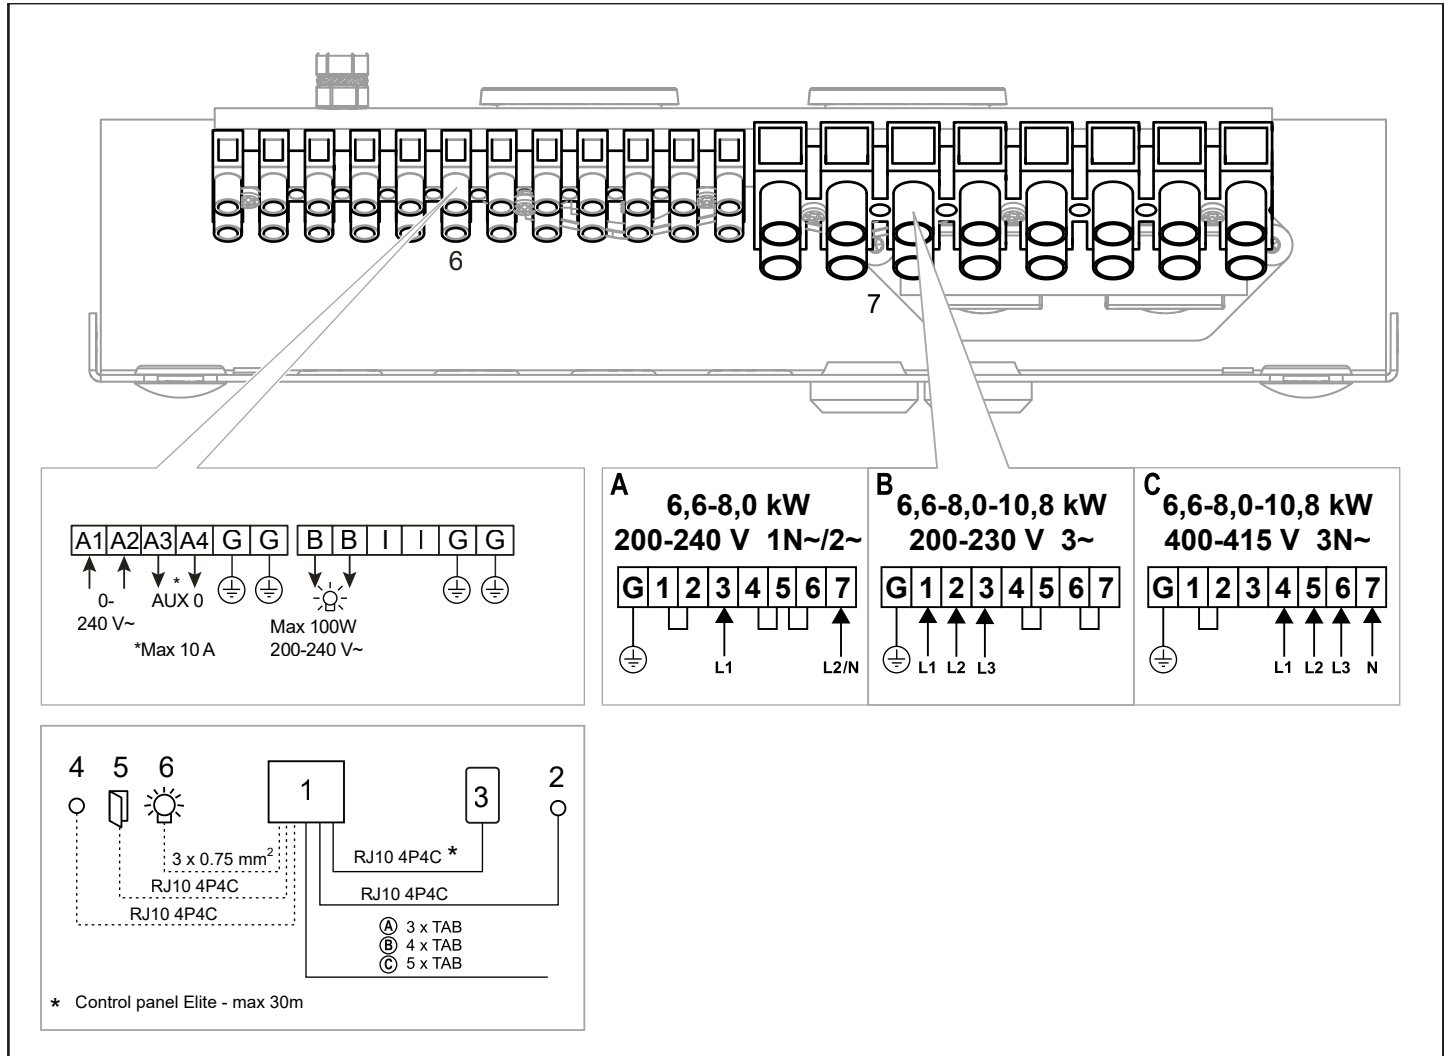 6
7
A1 A2 A3 A4 G G B B I I G G
*
0-
240 V~
AUX 0
*Max 10 A
Max 100W
200-240 V~
A
6,6-8,0 kW
200-240 V 1N~/2~
G 1 2 3 4 5 6 7
L1 L2/N
B
6,6-8,0-10,8 kW
200-230 V 3~
G 1 2 3 4 5 6 7
L1 L2 L3
C
6,6-8,0-10,8 kW
400-415 V 3N~
G 1 2 3 4 5 6 7
L1 L2 L3 N
4 5 6
1
3
2
3 x 0.75 mm²
RJ10 4P4C *
RJ10 4P4C
RJ10 4P4C
RJ10 4P4C
A 3 x TAB
B 4 x TAB
C 5 x TAB
* Control panel Elite - max 30m